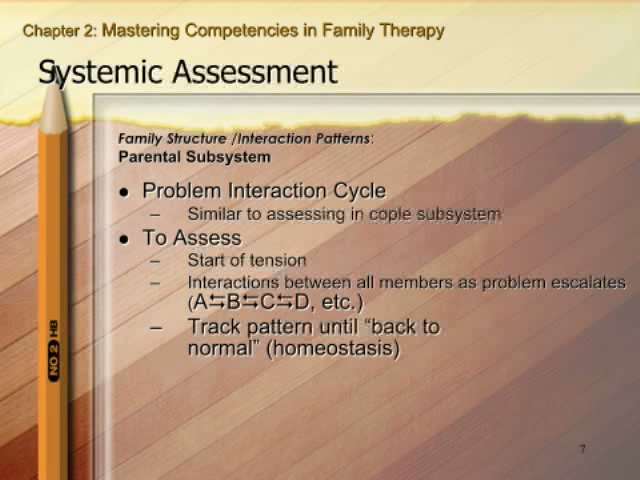 Chapter 2: Mastering Competencies in Family Therapy
Systemic Assessment
Family Structure /Interaction Patterns:
Parental Subsystem
● Problem Interaction Cycle
– Similar to assessing in cople subsystem
● To Assess
– Start of tension
– Interactions between all members as problem escalates
(A⇆B⇆C⇆D, etc.)
– Track pattern until “back to
normal” (homeostasis)
NO 2 HB
7